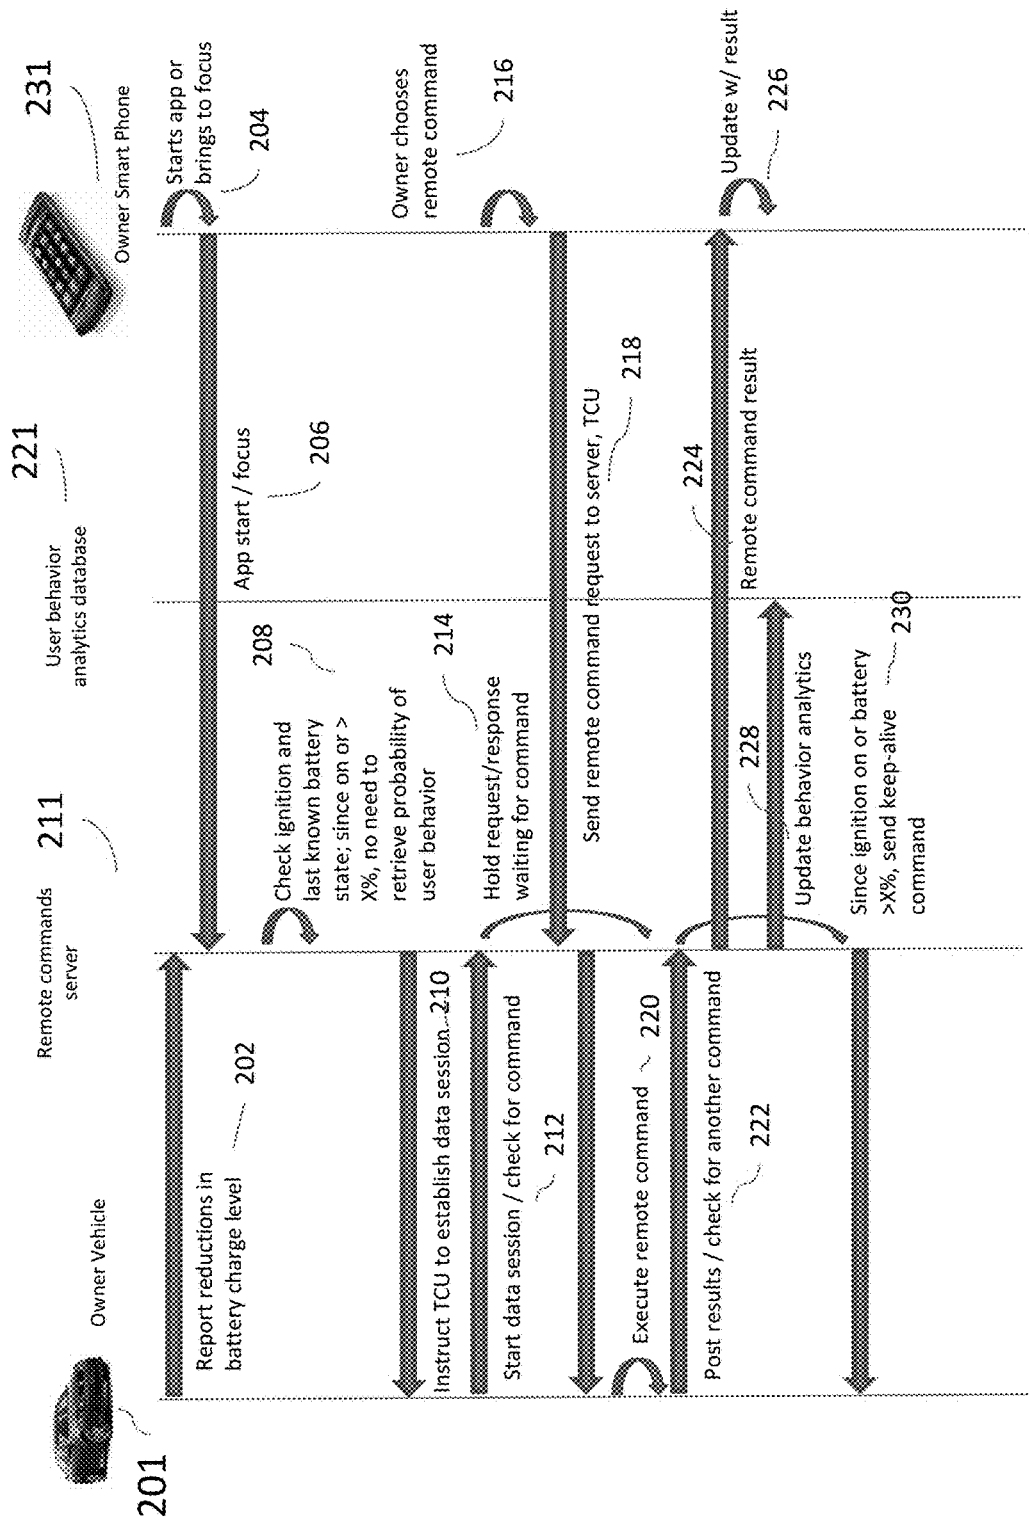 201
Owner Vehicle
Remote commands
server
211
User behavior
analytics database
221
Owner Smart Phone
231
Report reductions in
battery charge level
202
Starts app or
brings to focus
204
App start / focus
206
Check ignition and
last known battery
state; since on or >
X%, no need to
retrieve probability of
user behavior
208
Instruct TCU to establish data session
210
Start data session / check for command
212
Hold request/response
waiting for command
214
Owner chooses
remote command
216
Send remote command request to server, TCU
218
Execute remote command
220
Post results / check for another command
222
224
Remote command result
Update w/ result
226
228
Update behavior analytics
Since ignition on or battery
>X%, send keep-alive
command
230